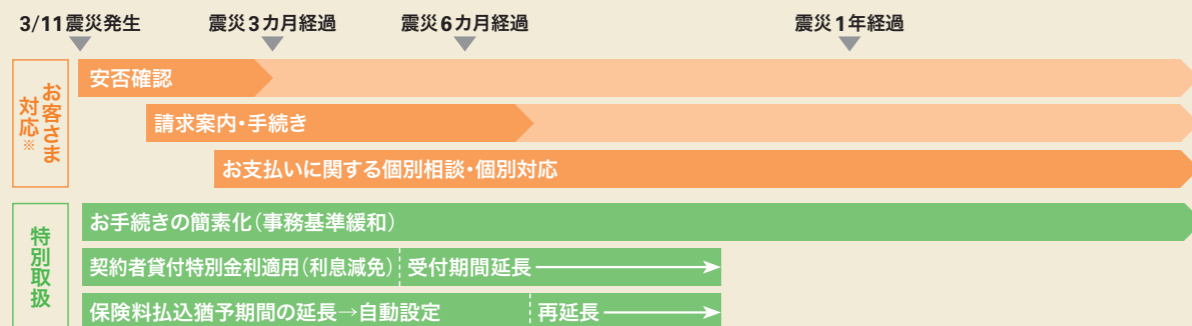 3/11震災発生
震災3カ月経過
震災6カ月経過
震災1年経過
お客さま
対応※
安否確認
請求案内・手続き
お支払いに関する個別相談・個別対応
特別取扱
お手続きの簡素化（事務基準緩和）
契約者貸付特別金利適用（利息減免）
受付期間延長
保険料払込猶予期間の延長→自動設定
再延長